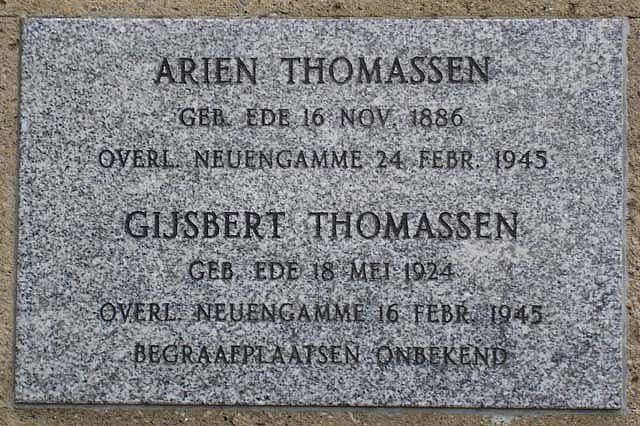 ARIEN THOMASSEN
GEB. EDE 16 NOV. 1886
OVERL. NEUENGAMME 24 FEBR. 1945
GIJSBERT THOMASSEN
GEB. EDE 18 MEI 1924
OVERL. NEUENGAMME 16 FEBR. 1945
BEGRAAFPLAATSEN ONBEKEND